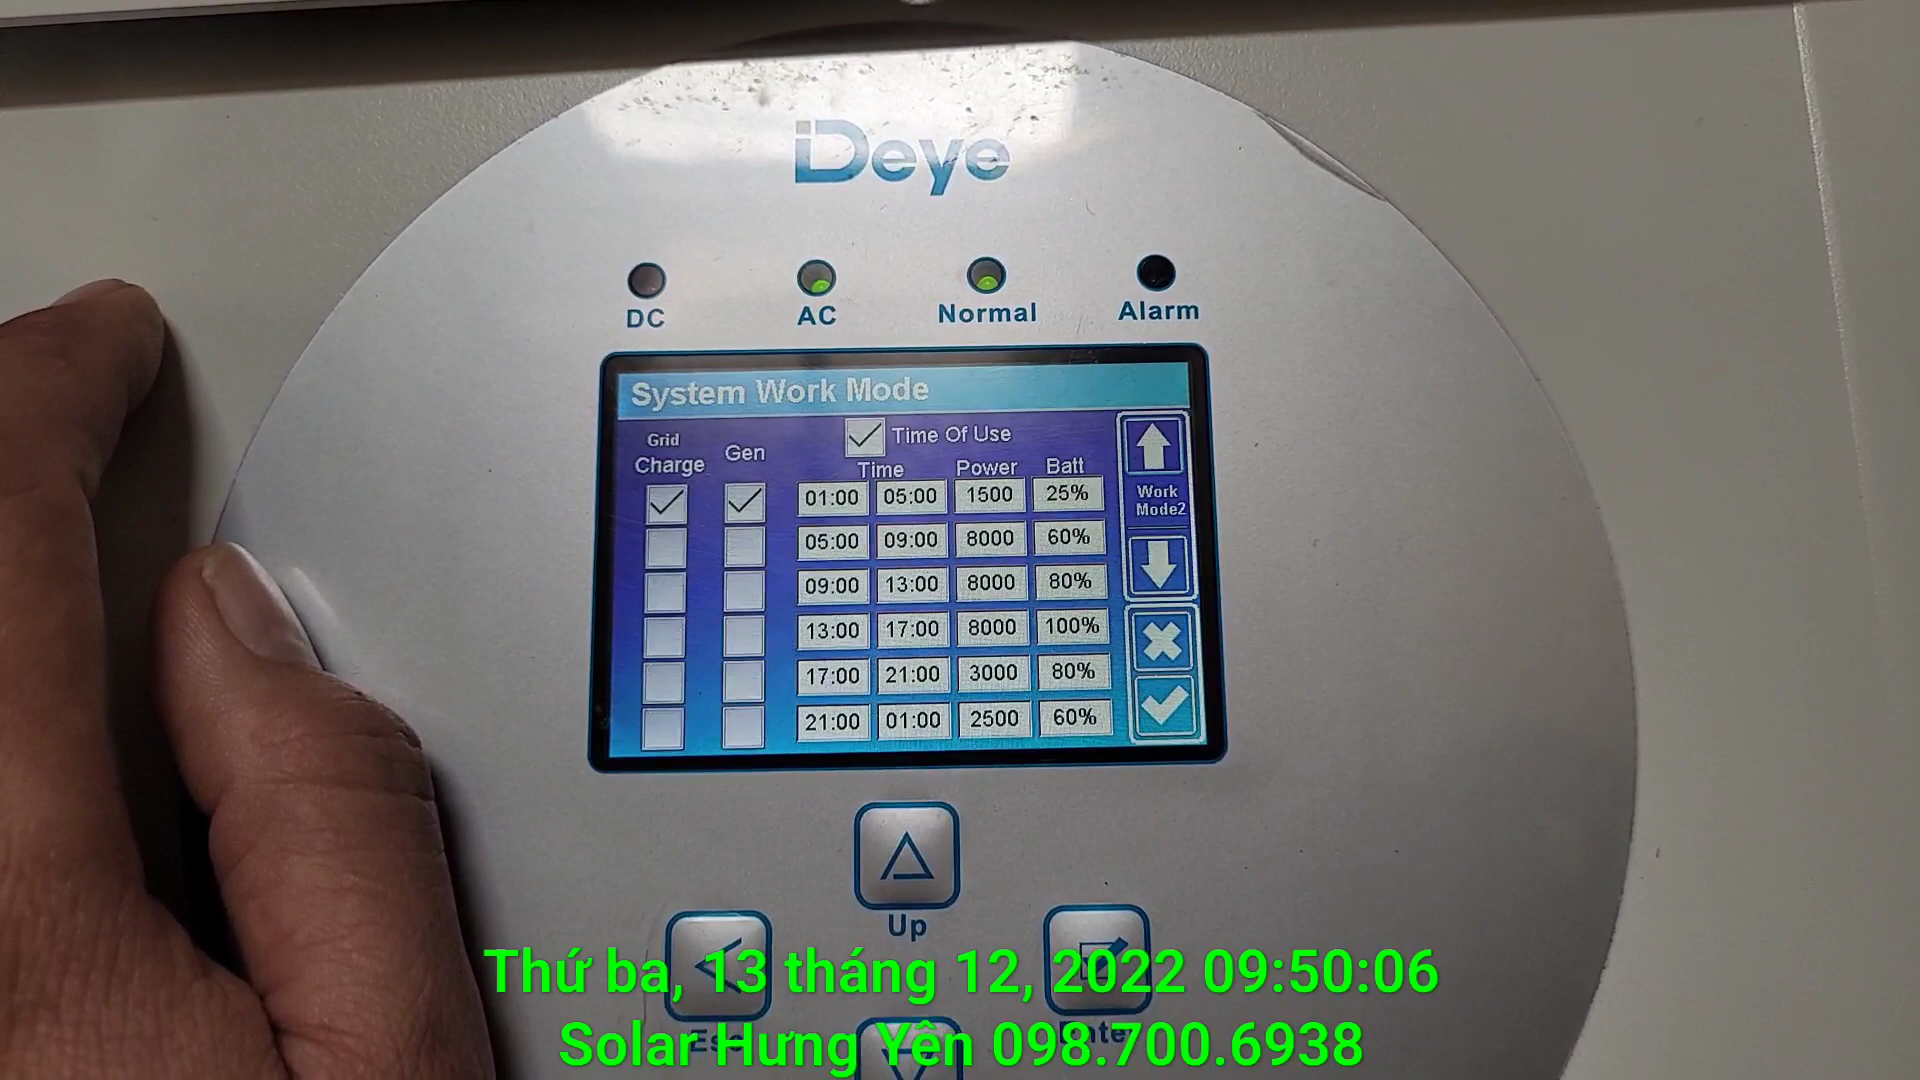 Deye
DC AC Normal Alarm
System Work Mode
Grid Charge Gen Time Of Use
Time Power Batt
01:00 05:00 1500 25%
05:00 09:00 8000 60%
09:00 13:00 8000 80%
13:00 17:00 8000 100%
17:00 21:00 3000 80%
21:00 01:00 2500 60%
Work
Mode2
Up
Thứ ba, 13 tháng 12, 2022 09:50:06
Esc Enter
Solar Hưng Yên 098.700.6938